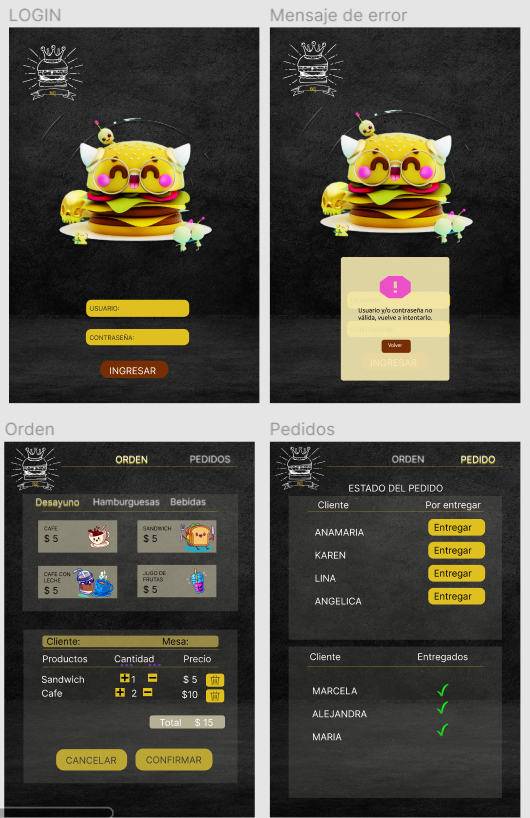 LOGIN
USUARIO:
CONTRASEÑA:
INGRESAR
Mensaje de error
Usuario y/o contraseña no
válida, vuelve a intentarlo.
Volver
INGRESAR
Orden
ORDEN PEDIDOS
Desayuno Hamburguesas Bebidas
CAFE
$ 5
SANDWICH
$ 5
CAFE CON
LECHE
$ 5
JUGO DE
FRUTAS
$ 5
Cliente: Mesa:
Productos Cantidad Precio
Sandwich 1 $ 5
Cafe 2 $10
Total $ 15
CANCELAR CONFIRMAR
Pedidos
ORDEN PEDIDO
ESTADO DEL PEDIDO
Cliente Por entregar
ANAMARIA Entregar
KAREN Entregar
LINA Entregar
ANGELICA Entregar
Cliente Entregados
MARCELA
ALEJANDRA
MARIA